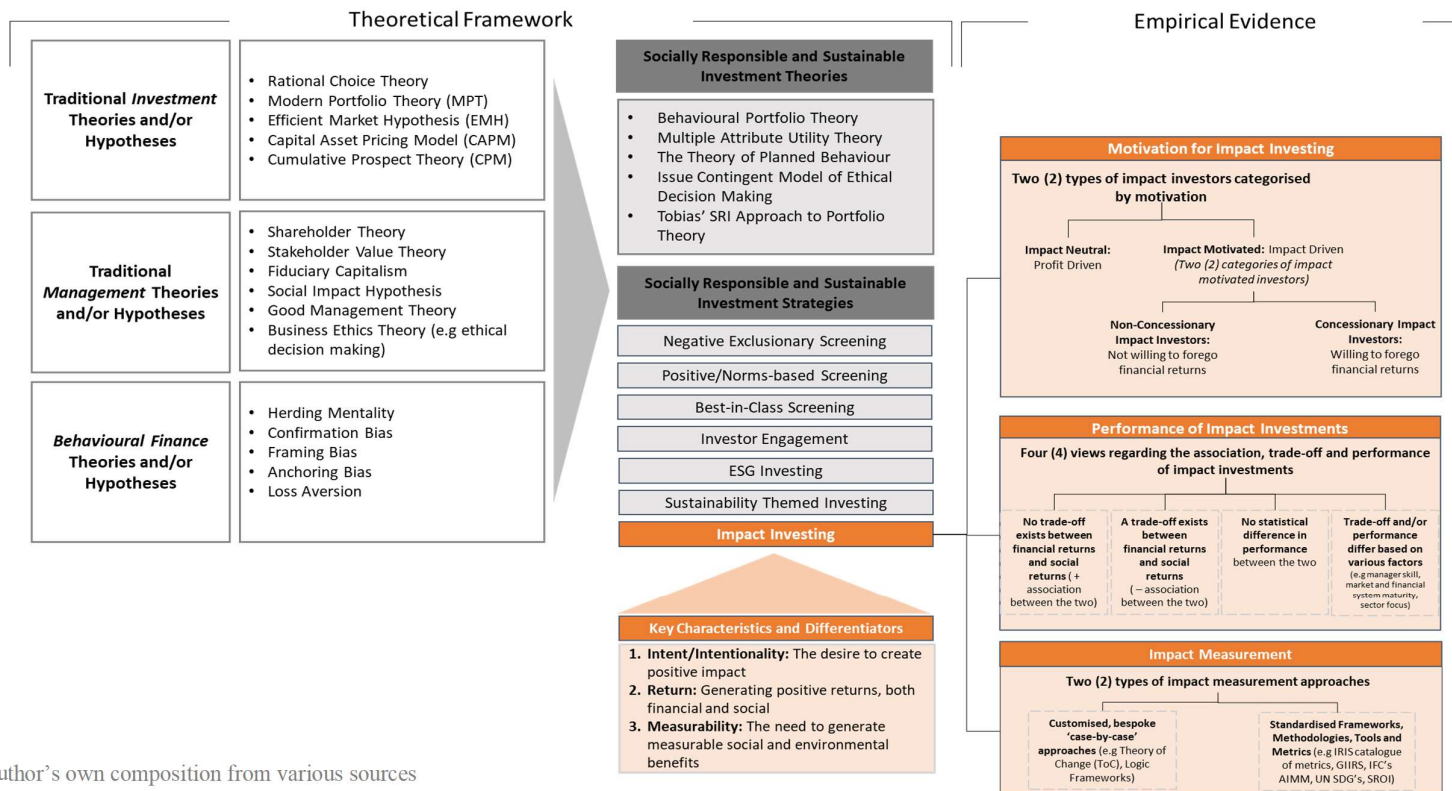 Theoretical Framework
Empirical Evidence
Traditional Investment
Theories and/or
Hypotheses
• Rational Choice Theory
• Modern Portfolio Theory (MPT)
• Efficient Market Hypothesis (EMH)
• Capital Asset Pricing Model (CAPM)
• Cumulative Prospect Theory (CPM)
Traditional
Management Theories
and/or Hypotheses
• Shareholder Theory
• Stakeholder Value Theory
• Fiduciary Capitalism
• Social Impact Hypothesis
• Good Management Theory
• Business Ethics Theory (e.g ethical
decision making)
Behavioural Finance
Theories and/or
Hypotheses
• Herding Mentality
• Confirmation Bias
• Framing Bias
• Anchoring Bias
• Loss Aversion
Socially Responsible and Sustainable
Investment Theories
• Behavioural Portfolio Theory
• Multiple Attribute Utility Theory
• The Theory of Planned Behaviour
• Issue Contingent Model of Ethical
Decision Making
• Tobias' SRI Approach to Portfolio
Theory
Socially Responsible and Sustainable
Investment Strategies
Negative Exclusionary Screening
Positive/Norms-based Screening
Best-in-Class Screening
Investor Engagement
ESG Investing
Sustainability Themed Investing
Impact Investing
Key Characteristics and Differentiators
1. Intent/Intentionality: The desire to create
positive impact
2. Return: Generating positive returns, both
financial and social
3. Measurability: The need to generate
measurable social and environmental
benefits
Motivation for Impact Investing
Two (2) types of impact investors categorised
by motivation
Impact Neutral:
Profit Driven
Impact Motivated: Impact Driven
(Two (2) categories of impact
motivated investors)
Non-Concessionary
Impact Investors:
Not willing to forego
financial returns
Concessionary Impact
Investors:
Willing to forego
financial returns
Performance of Impact Investments
Four (4) views regarding the association, trade-off and performance
of impact investments
No trade-off
exists between
financial returns
and social
returns ( +
association
between the two)
A trade-off exists
between
financial returns
and social
returns
( – association
between the two)
No statistical
difference in
performance
between the two
Trade-off and/or
performance
differ based on
various factors
(e.g manager skill,
market and financial
system maturity,
sector focus)
Impact Measurement
Two (2) types of impact measurement approaches
Customised, bespoke
'case-by-case'
approaches (e.g Theory of
Change (ToC), Logic
Frameworks)
Standardised Frameworks,
Methodologies, Tools and
Metrics (e.g IRIS catalogue
of metrics, GIIRS, IFC's
AIMM, UN SDG's, SROI)
uthor's own composition from various sources